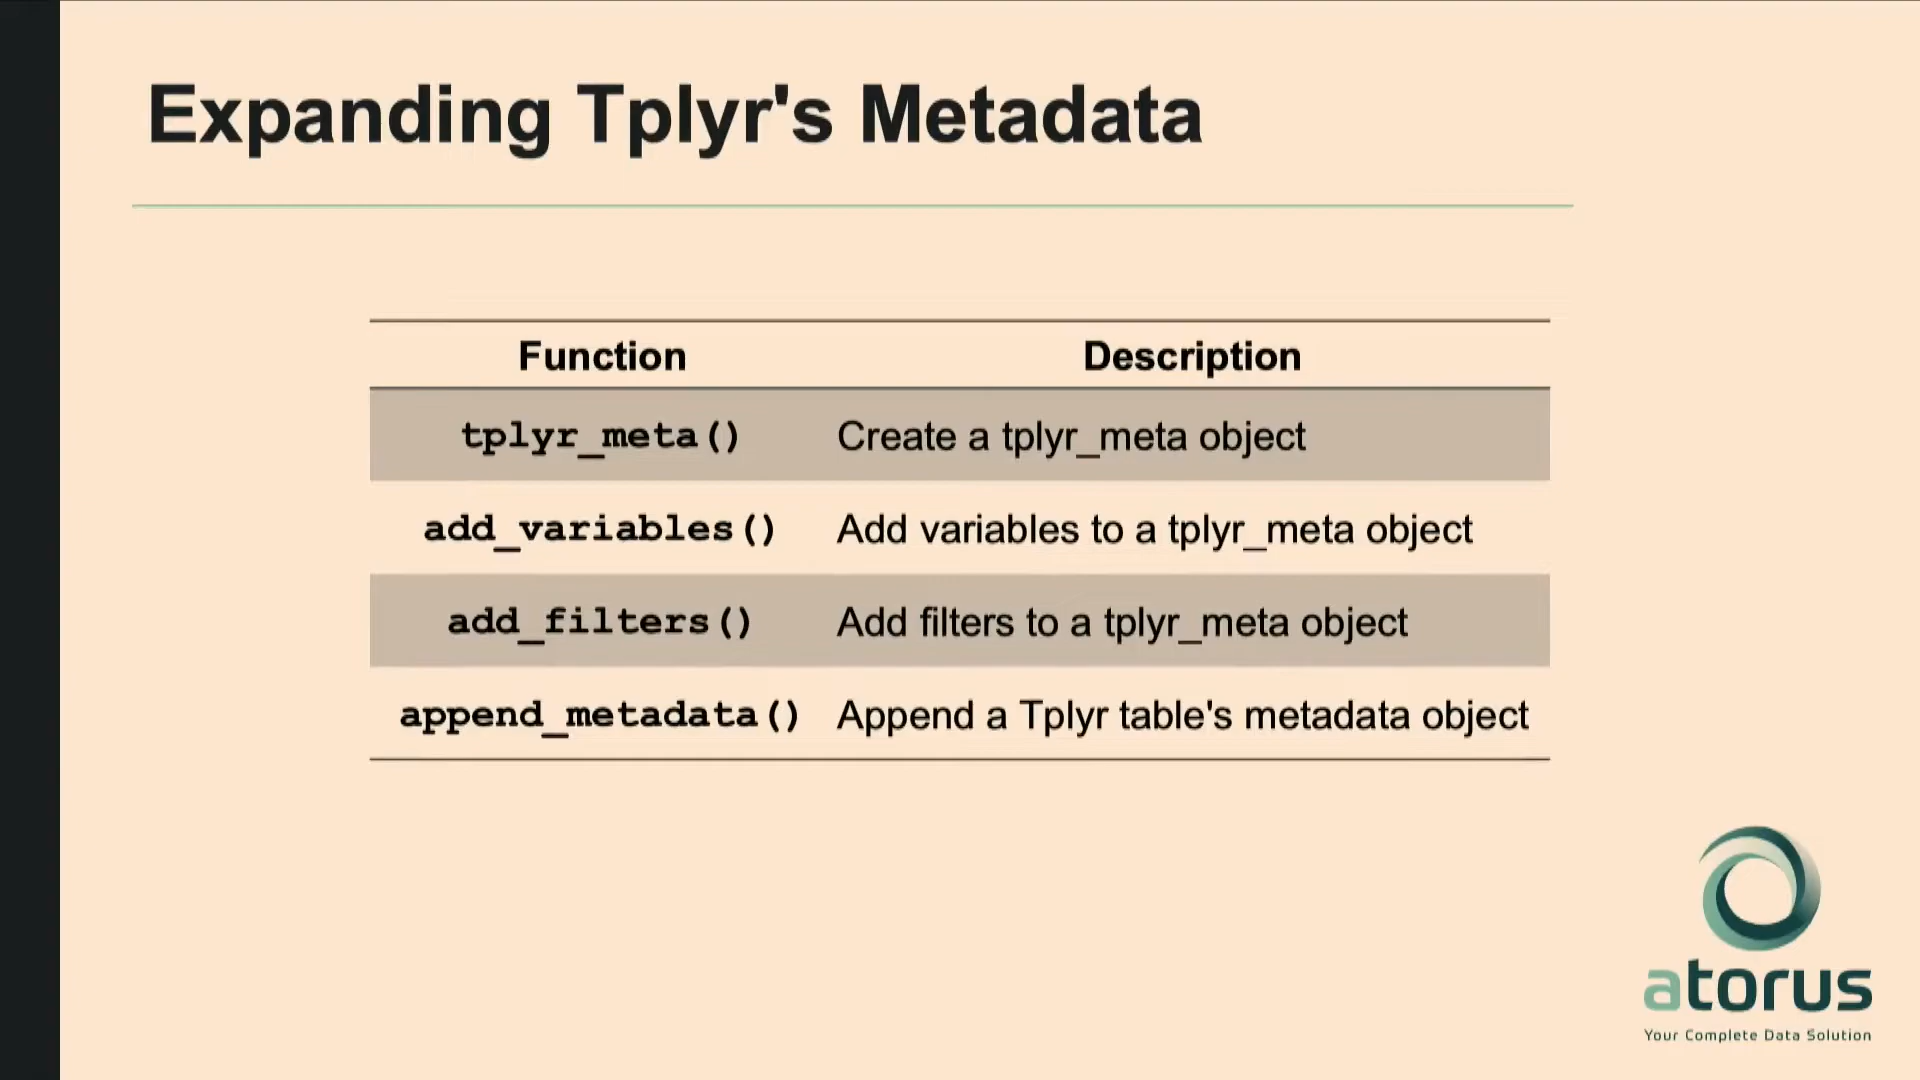 Expanding Tplyr's Metadata
Function Description
tplyr_meta() Create a tplyr_meta object
add_variables() Add variables to a tplyr_meta object
add_filters() Add filters to a tplyr_meta object
append_metadata() Append a Tplyr table's metadata object
atorus
Your Complete Data Solution